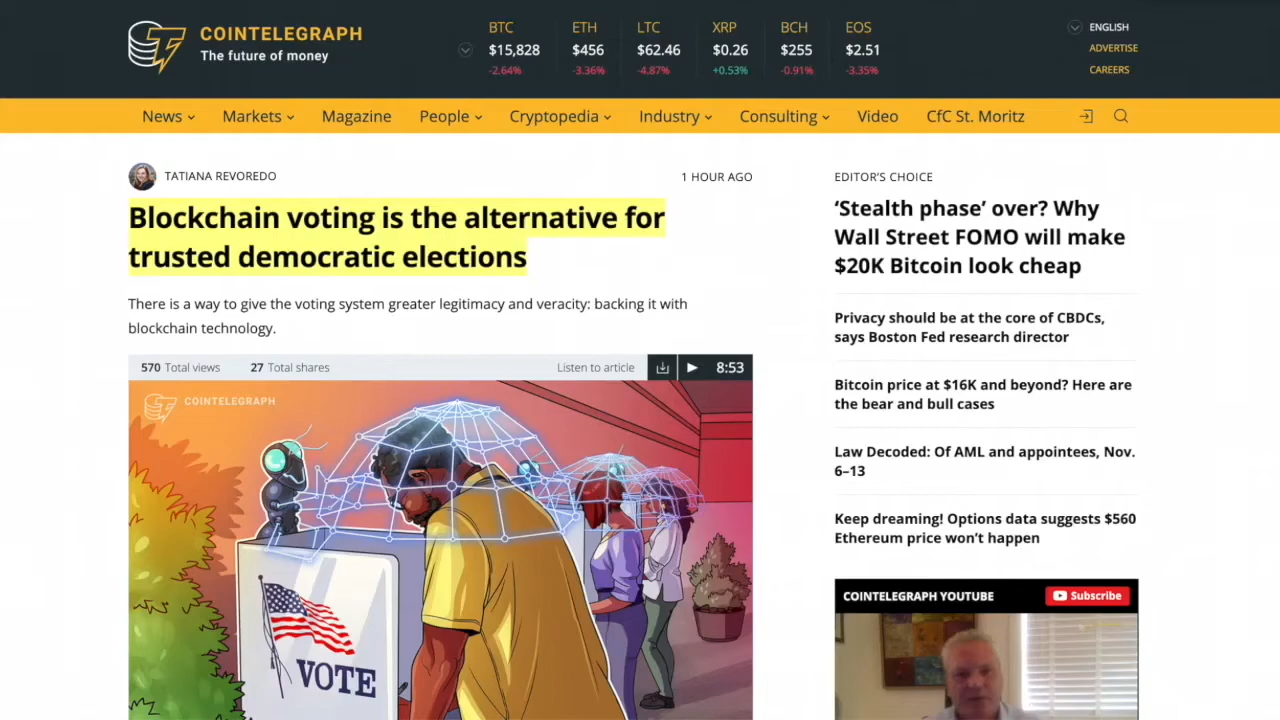 COINTELEGRAPH
The future of money
BTC
$15,828
-2.64%
ETH
$456
-3.36%
LTC
$62.46
-4.87%
XRP
$0.26
+0.53%
BCH
$255
-0.91%
EOS
$2.51
-3.35%
ENGLISH
ADVERTISE
CAREERS
News Markets Magazine People Cryptopedia Industry Consulting Video CfC St. Moritz
TATIANA REVOREDO
1 HOUR AGO
Blockchain voting is the alternative for
trusted democratic elections
There is a way to give the voting system greater legitimacy and veracity: backing it with
blockchain technology.
570 Total views 27 Total shares Listen to article 8:53
COINTELEGRAPH
VOTE
EDITOR'S CHOICE
‘Stealth phase’ over? Why
Wall Street FOMO will make
$20K Bitcoin look cheap
Privacy should be at the core of CBDCs,
says Boston Fed research director
Bitcoin price at $16K and beyond? Here are
the bear and bull cases
Law Decoded: Of AML and appointees, Nov.
6–13
Keep dreaming! Options data suggests $560
Ethereum price won’t happen
COINTELEGRAPH YOUTUBE
Subscribe